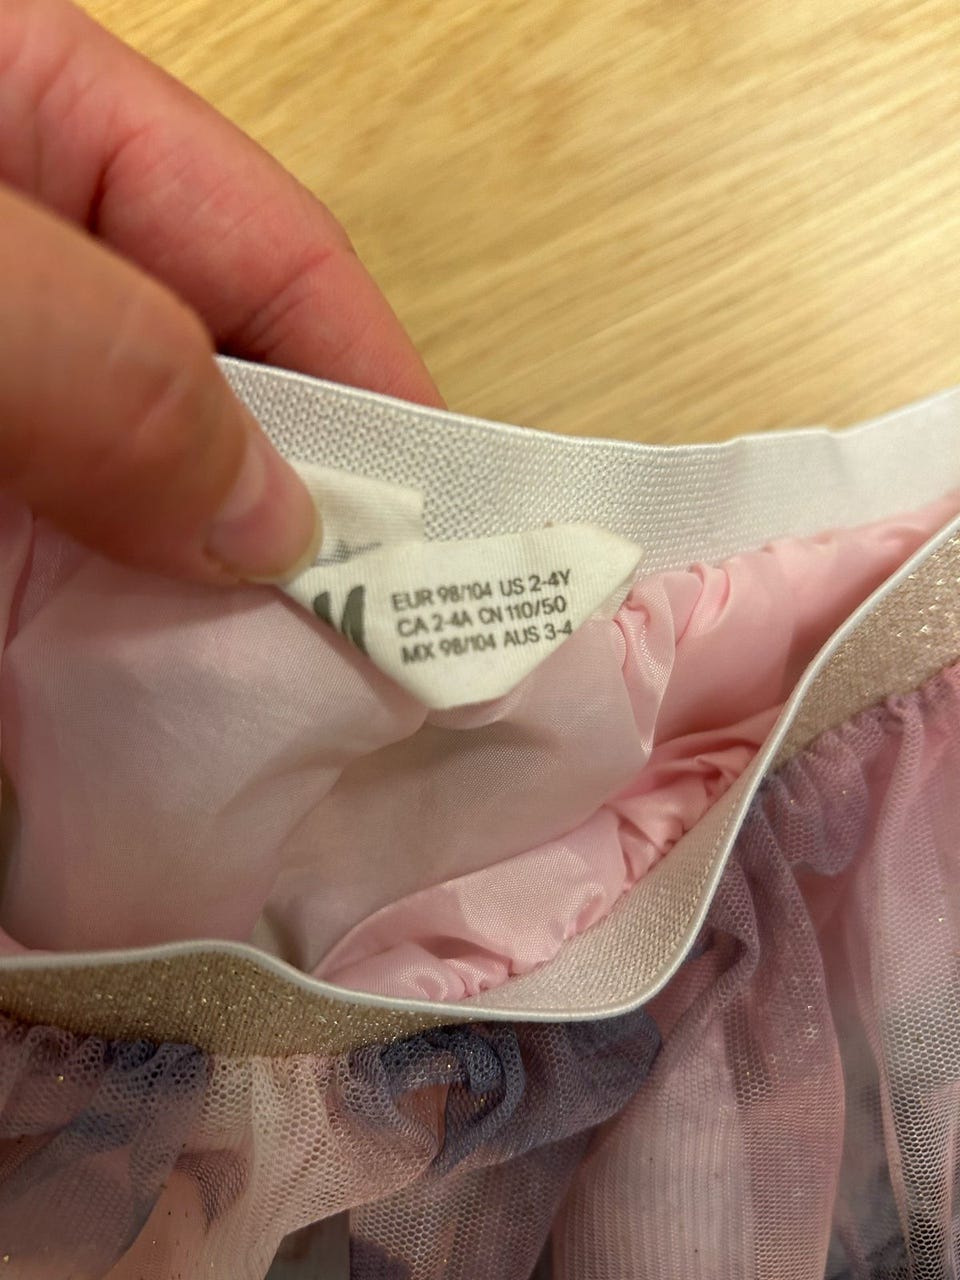 EUR 98/104 US 2-4Y
CA 2-4A CN 110/50
MX 98/104 AUS 3-4